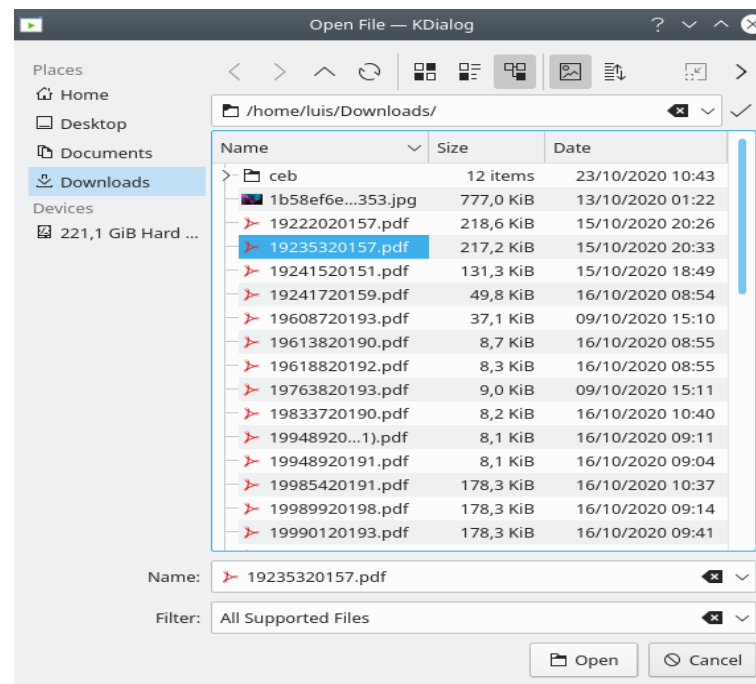 Open File — KDialog
Places
Home
Desktop
Documents
Downloads
Devices
221,1 GiB Hard ...
/home/luis/Downloads/
Name Size Date
ceb 12 items 23/10/2020 10:43
1b58ef6e...353.jpg 777,0 KiB 13/10/2020 01:22
19222020157.pdf 218,6 KiB 15/10/2020 20:26
19235320157.pdf 217,2 KiB 15/10/2020 20:33
19241520151.pdf 131,3 KiB 15/10/2020 18:49
19241720159.pdf 49,8 KiB 16/10/2020 08:54
19608720193.pdf 37,1 KiB 09/10/2020 15:10
19613820190.pdf 8,7 KiB 16/10/2020 08:55
19618820192.pdf 8,3 KiB 16/10/2020 08:55
19763820193.pdf 9,0 KiB 09/10/2020 15:11
19833720190.pdf 8,2 KiB 16/10/2020 10:40
19948920...1).pdf 8,1 KiB 16/10/2020 09:11
19948920191.pdf 8,1 KiB 16/10/2020 09:04
19985420191.pdf 178,3 KiB 16/10/2020 10:37
19989920198.pdf 178,3 KiB 16/10/2020 09:14
19990120193.pdf 178,3 KiB 16/10/2020 09:41
Name: 19235320157.pdf
Filter: All Supported Files
Open Cancel